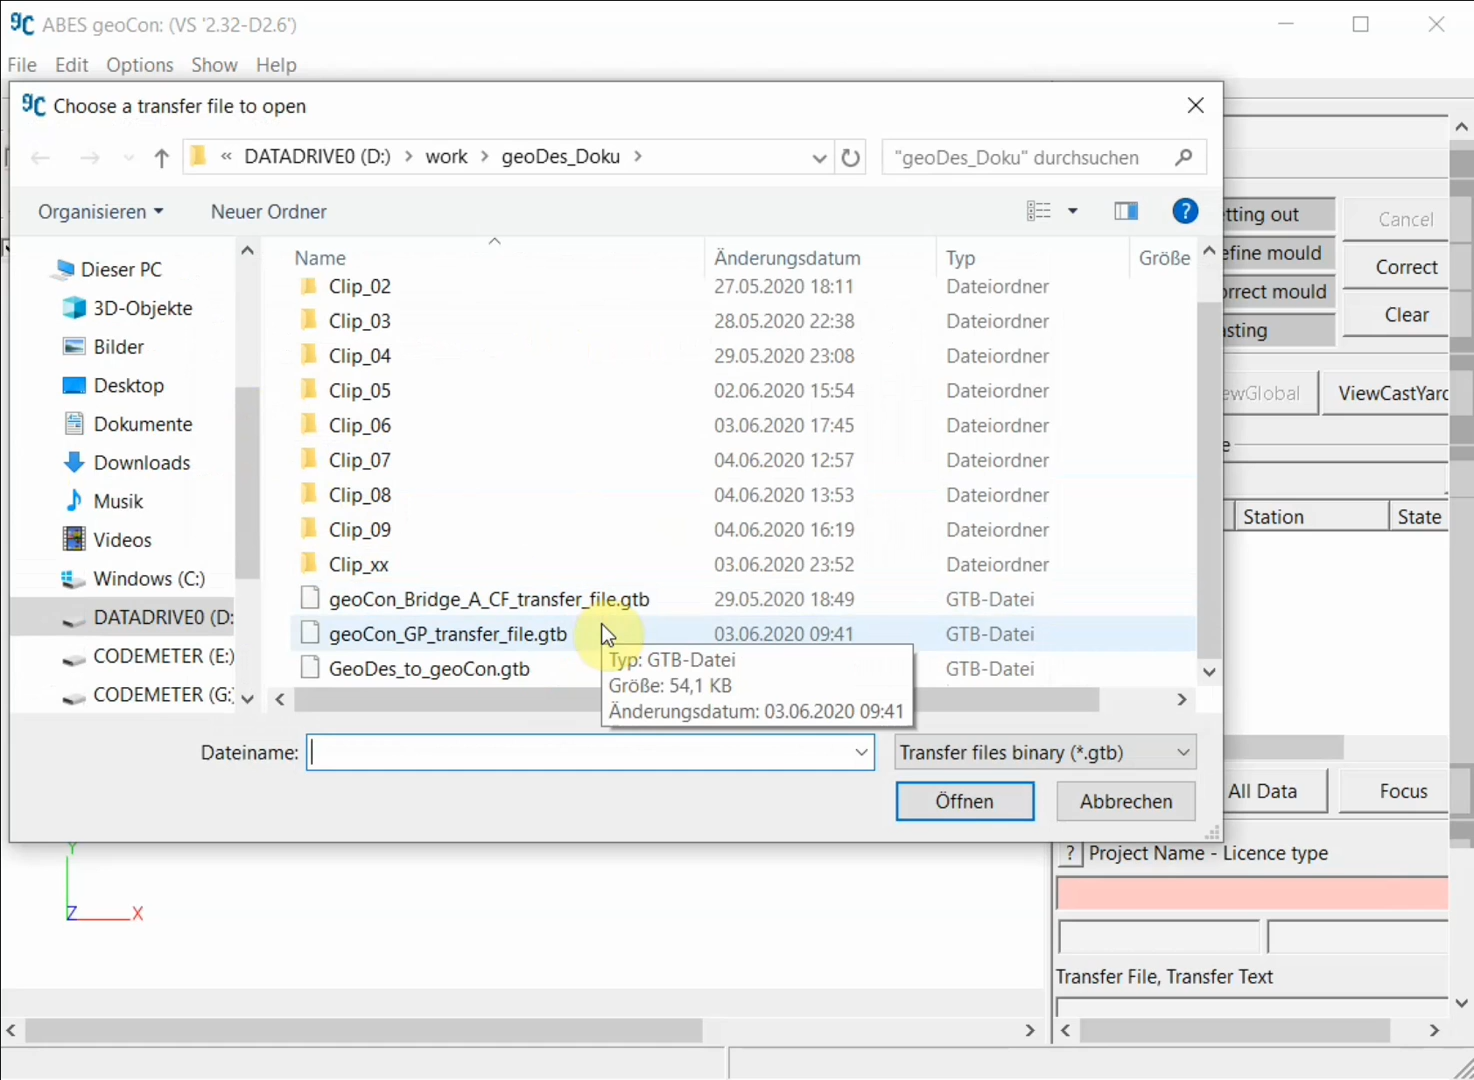 gC ABES geoCon: (VS '2.32-D2.6')
File Edit Options Show Help
gC Choose a transfer file to open
« DATADRIVE0 (D:) > work > geoDes_Doku >
"geoDes_Doku" durchsuchen
Organisieren
Neuer Ordner
?
Dieser PC
3D-Objekte
Bilder
Desktop
Dokumente
Downloads
Musik
Videos
Windows (C:)
DATADRIVE0 (D:
CODEMETER (E:)
CODEMETER (G:
Name Änderungsdatum Typ Größe
Clip_02 27.05.2020 18:11 Dateiordner
Clip_03 28.05.2020 22:38 Dateiordner
Clip_04 29.05.2020 23:08 Dateiordner
Clip_05 02.06.2020 15:54 Dateiordner
Clip_06 03.06.2020 17:45 Dateiordner
Clip_07 04.06.2020 12:57 Dateiordner
Clip_08 04.06.2020 13:53 Dateiordner
Clip_09 04.06.2020 16:19 Dateiordner
Clip_xx 03.06.2020 23:52 Dateiordner
geoCon_Bridge_A_CF_transfer_file.gtb 29.05.2020 18:49 GTB-Datei
geoCon_GP_transfer_file.gtb 03.06.2020 09:41 GTB-Datei
GeoDes_to_geoCon.gtb GTB-Datei
Typ: GTB-Datei
Größe: 54,1 KB
Änderungsdatum: 03.06.2020 09:41
Dateiname:
Transfer files binary (*.gtb)
Öffnen
Abbrechen
tting out
Cancel
efine mould
Correct
orrect mould
Clear
asting
ewGlobal
ViewCastYard
e
Station
State
All Data
Focus
? Project Name - Licence type
Transfer File, Transfer Text
Y
Z
X